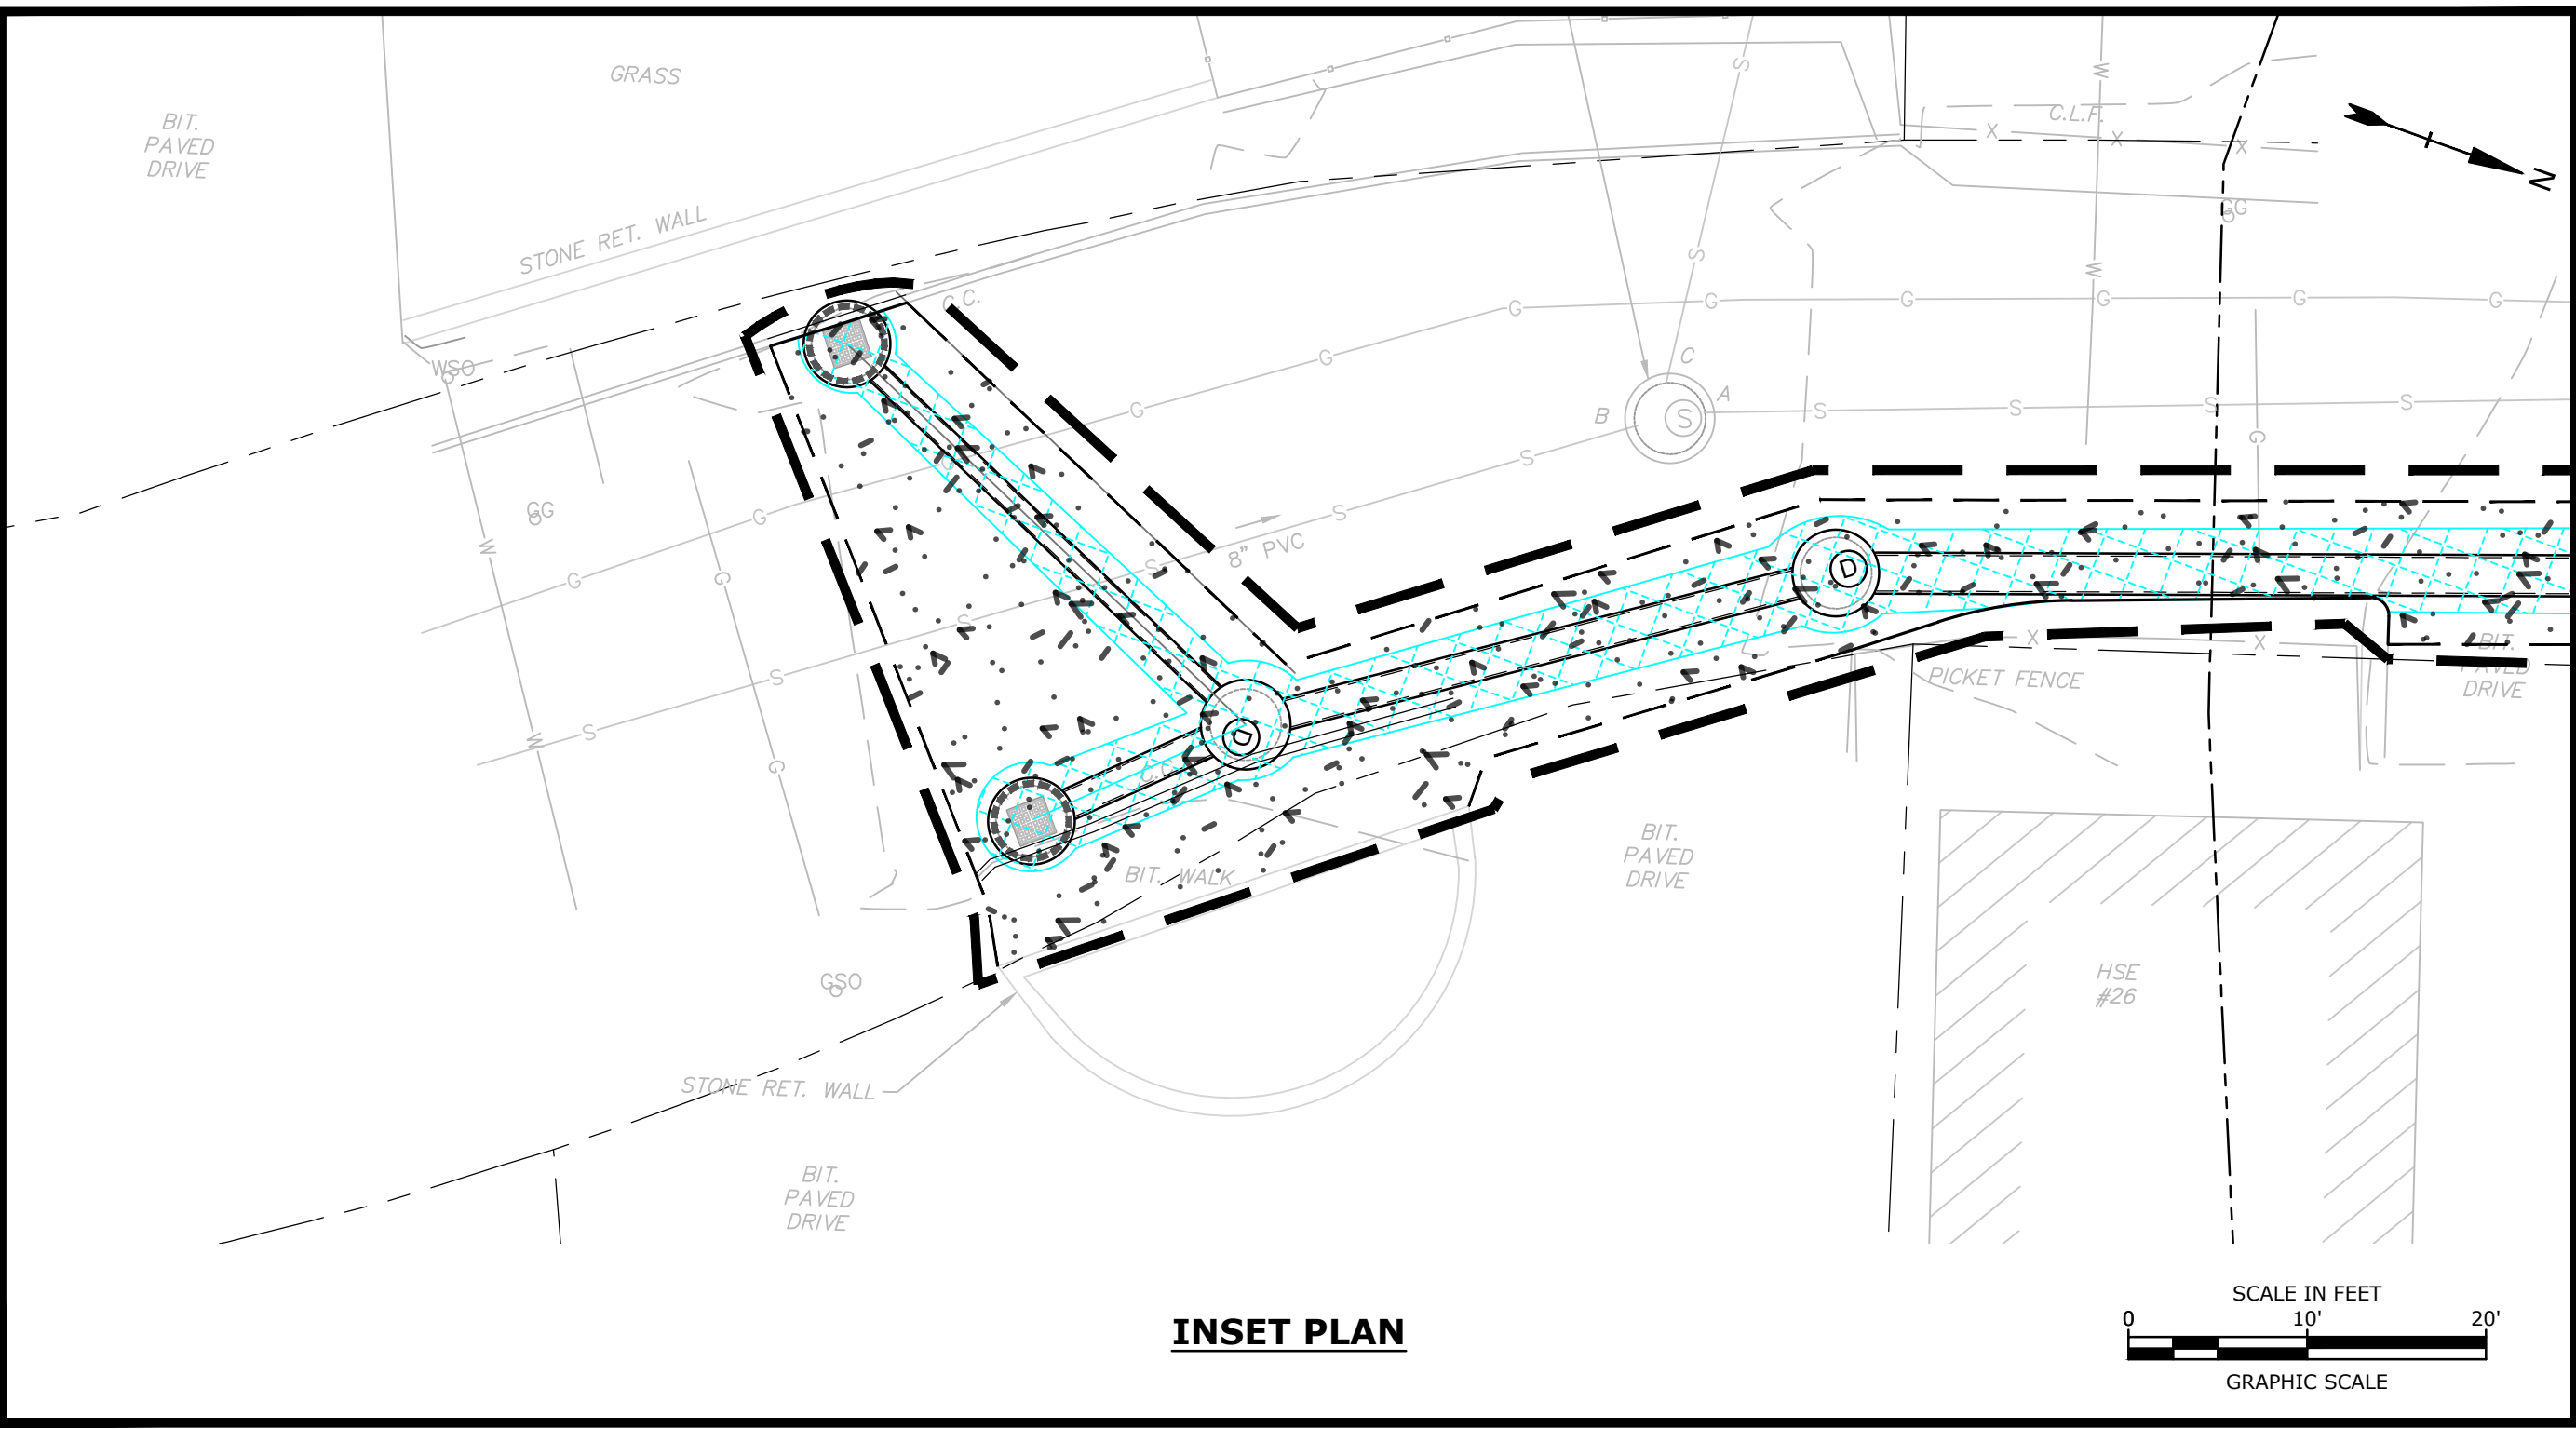 GRASS
BIT.
PAVED
DRIVE
STONE RET. WALL
C.L.F.
N
S
W
X
X
X
GG
S
W
C.C.
G
G
G
G
G
G
G
WSO
G
C
A
B
S
S
S
S
S
G
S
G
GG
G
S
8" PVC
W
G
G
S
D
S
S
X
X
PICKET FENCE
BIT.
PAVED
DRIVE
S
D
W
G
C.C.
BIT. WALK
BIT.
PAVED
DRIVE
HSE
#26
GSO
STONE RET. WALL
BIT.
PAVED
DRIVE
INSET PLAN
SCALE IN FEET
0 10' 20'
GRAPHIC SCALE